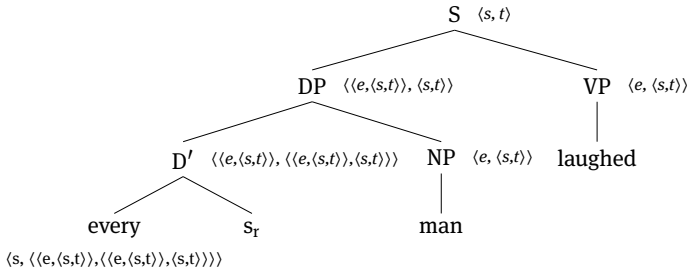 S ⟨s, t⟩
DP ⟨⟨e,⟨s,t⟩⟩, ⟨s,t⟩⟩ VP ⟨e, ⟨s,t⟩⟩
D′ ⟨⟨e,⟨s,t⟩⟩, ⟨⟨e,⟨s,t⟩⟩,⟨s,t⟩⟩⟩ NP ⟨e, ⟨s,t⟩⟩ laughed
every sr man
⟨s, ⟨⟨e,⟨s,t⟩⟩,⟨⟨e,⟨s,t⟩⟩,⟨s,t⟩⟩⟩⟩